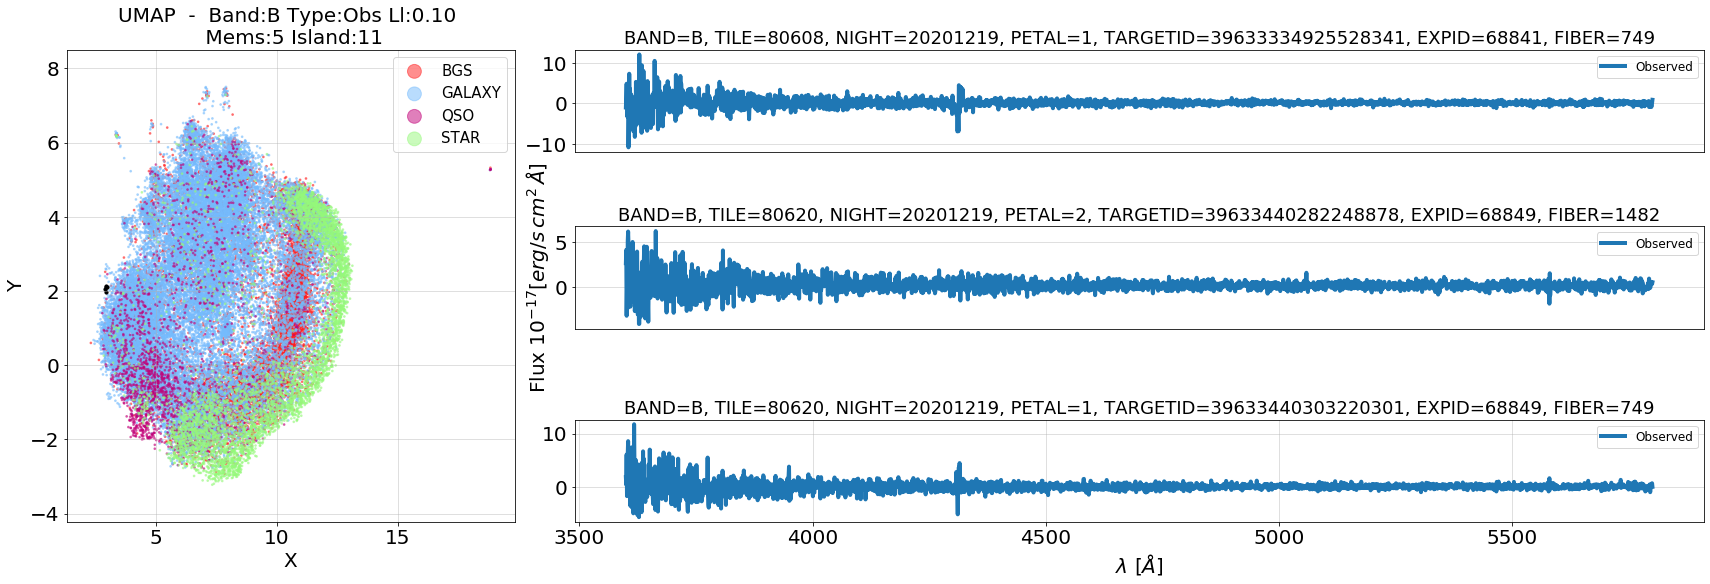 UMAP - Band:B Type:Obs Ll:0.10
Mems:5 Island:11
BGS
GALAXY
QSO
STAR
8
6
4
2
0
−2
−4
Y
5
10
15
X
BAND=B, TILE=80608, NIGHT=20201219, PETAL=1, TARGETID=39633334925528341, EXPID=68841, FIBER=749
Observed
10
0
−10
BAND=B, TILE=80620, NIGHT=20201219, PETAL=2, TARGETID=39633440282248878, EXPID=68849, FIBER=1482
Observed
5
0
Flux 10⁻¹⁷[erg/s cm² Å]
BAND=B, TILE=80620, NIGHT=20201219, PETAL=1, TARGETID=39633440303220301, EXPID=68849, FIBER=749
Observed
10
0
3500
4000
4500
5000
5500
λ [Å]